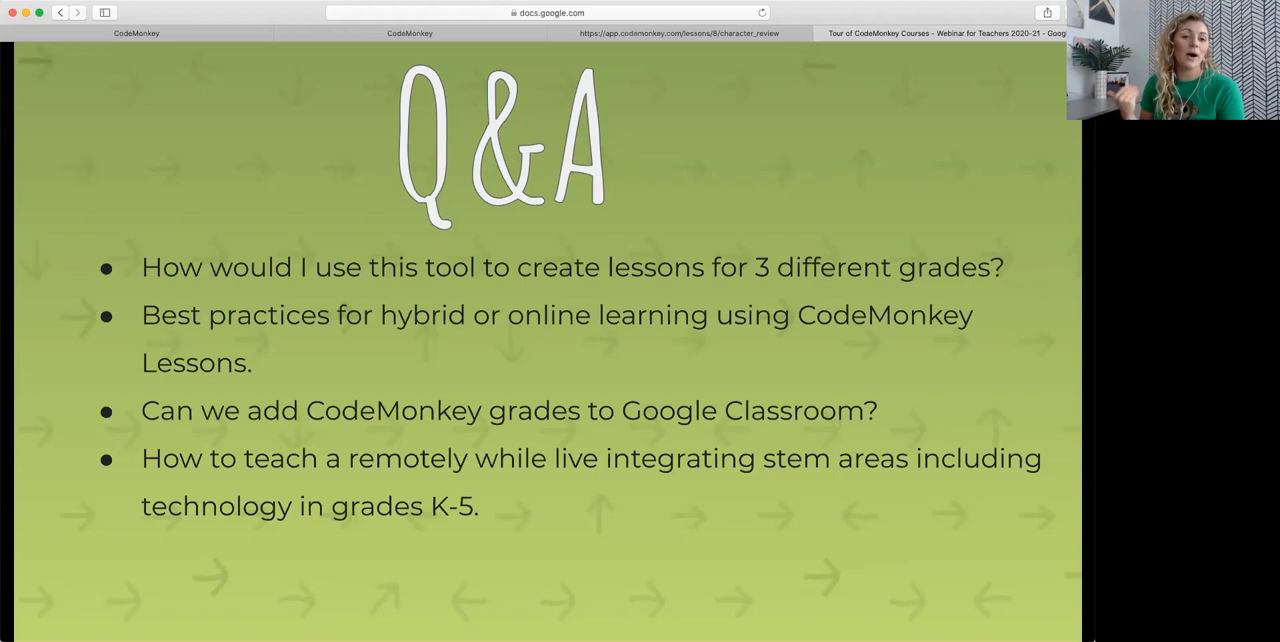 docs.google.com
CodeMonkey
CodeMonkey
https://app.codemonkey.com/lessons/8/character_review
Tour of CodeMonkey Courses - Webinar for Teachers 2020-21 - Goog
Q & A
● How would I use this tool to create lessons for 3 different grades?
● Best practices for hybrid or online learning using CodeMonkey
Lessons.
● Can we add CodeMonkey grades to Google Classroom?
● How to teach a remotely while live integrating stem areas including
technology in grades K-5.